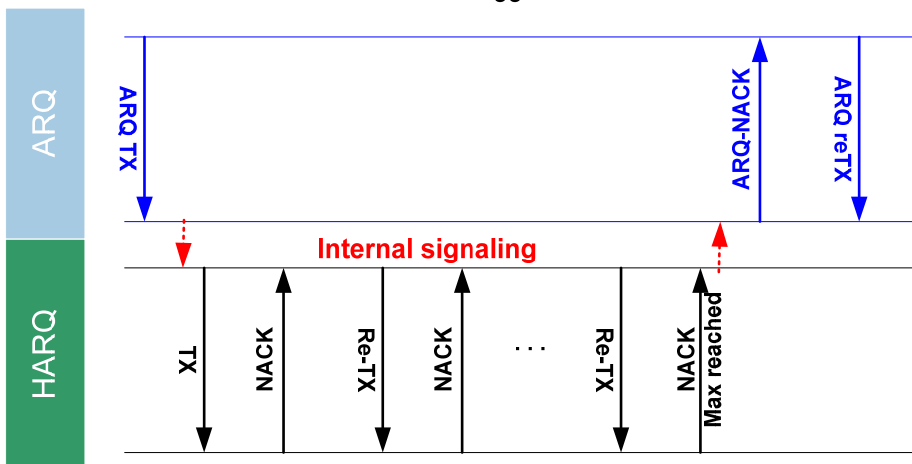 ARQ
ARQ TX
ARQ-NACK
ARQ reTX
Internal signaling
HARQ
TX
NACK
Re-TX
NACK
...
Re-TX
NACK
Max reached